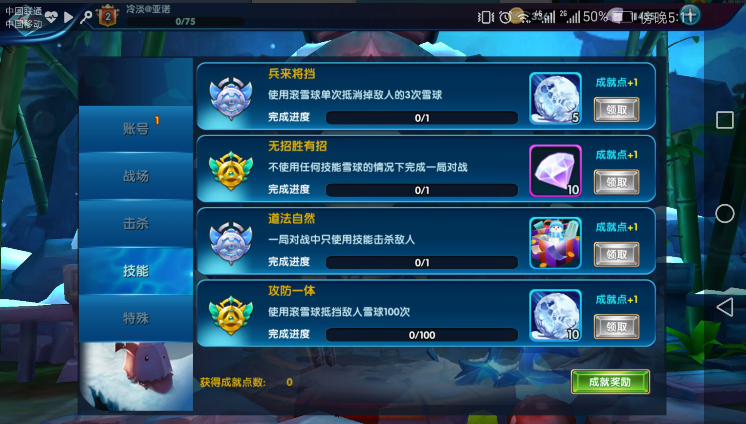 中国联通
中国移动
2
冷淡@亚诺
0/75
46
26
50%
傍晚5:11
账号
1
战场
击杀
技能
特殊
兵来将挡
使用滚雪球单次抵消掉敌人的3次雪球
完成进度
0/1
5
成就点+1
领取
无招胜有招
不使用任何技能雪球的情况下完成一局对战
完成进度
0/1
10
成就点+1
领取
道法自然
一局对战中只使用技能击杀敌人
完成进度
0/1
成就点+1
领取
攻防一体
使用滚雪球抵挡敌人雪球100次
完成进度
0/100
10
成就点+1
领取
获得成就点数:
0
成就奖励